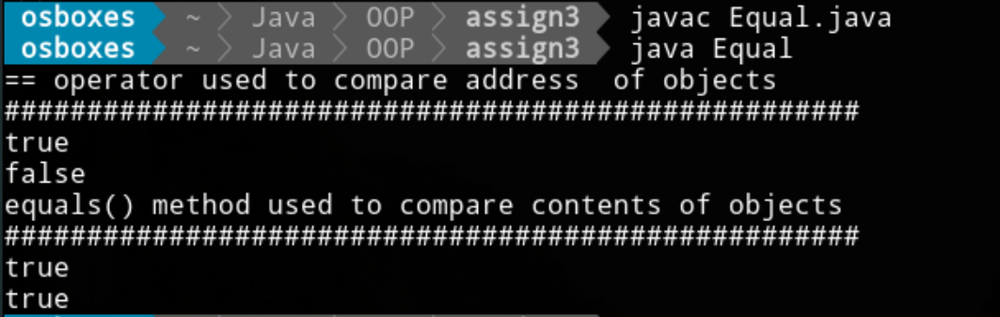 osboxes ~ Java OOP assign3 javac Equal.java
osboxes ~ Java OOP assign3 java Equal
== operator used to compare address  of objects
####################################################
true
false
equals() method used to compare contents of objects
####################################################
true
true